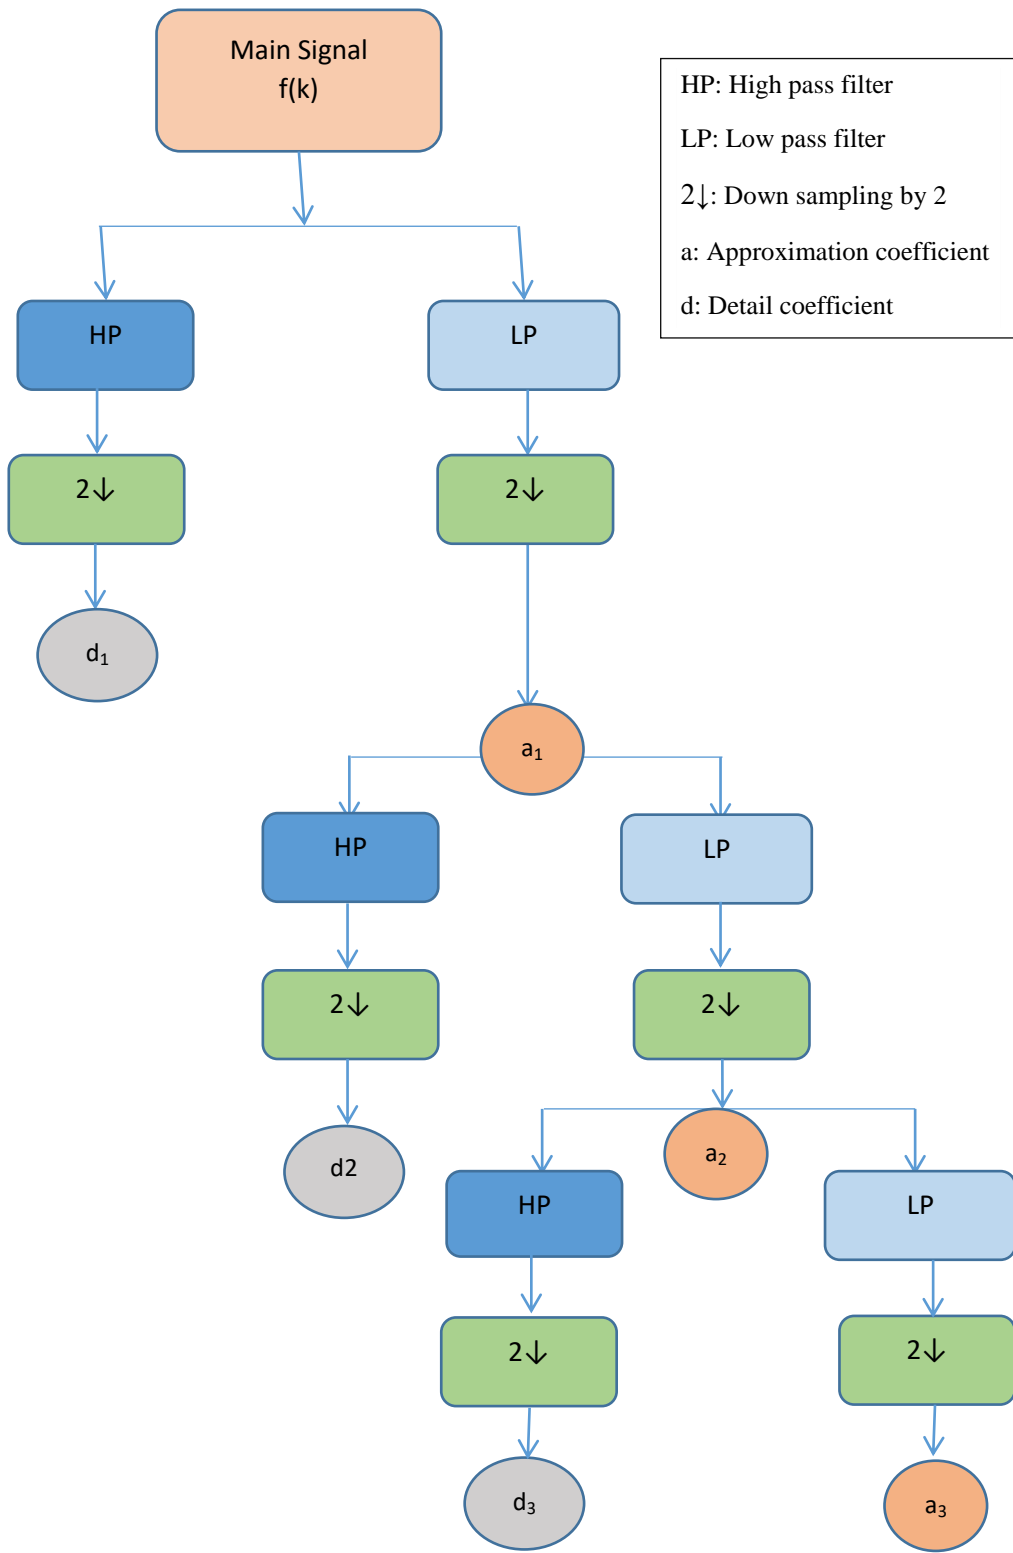 Main Signal
f(k)
HP: High pass filter
LP: Low pass filter
2↓: Down sampling by 2
a: Approximation coefficient
d: Detail coefficient
HP
LP
2↓
2↓
d₁
a₁
HP
LP
2↓
2↓
d2
a₂
HP
LP
2↓
2↓
d₃
a₃